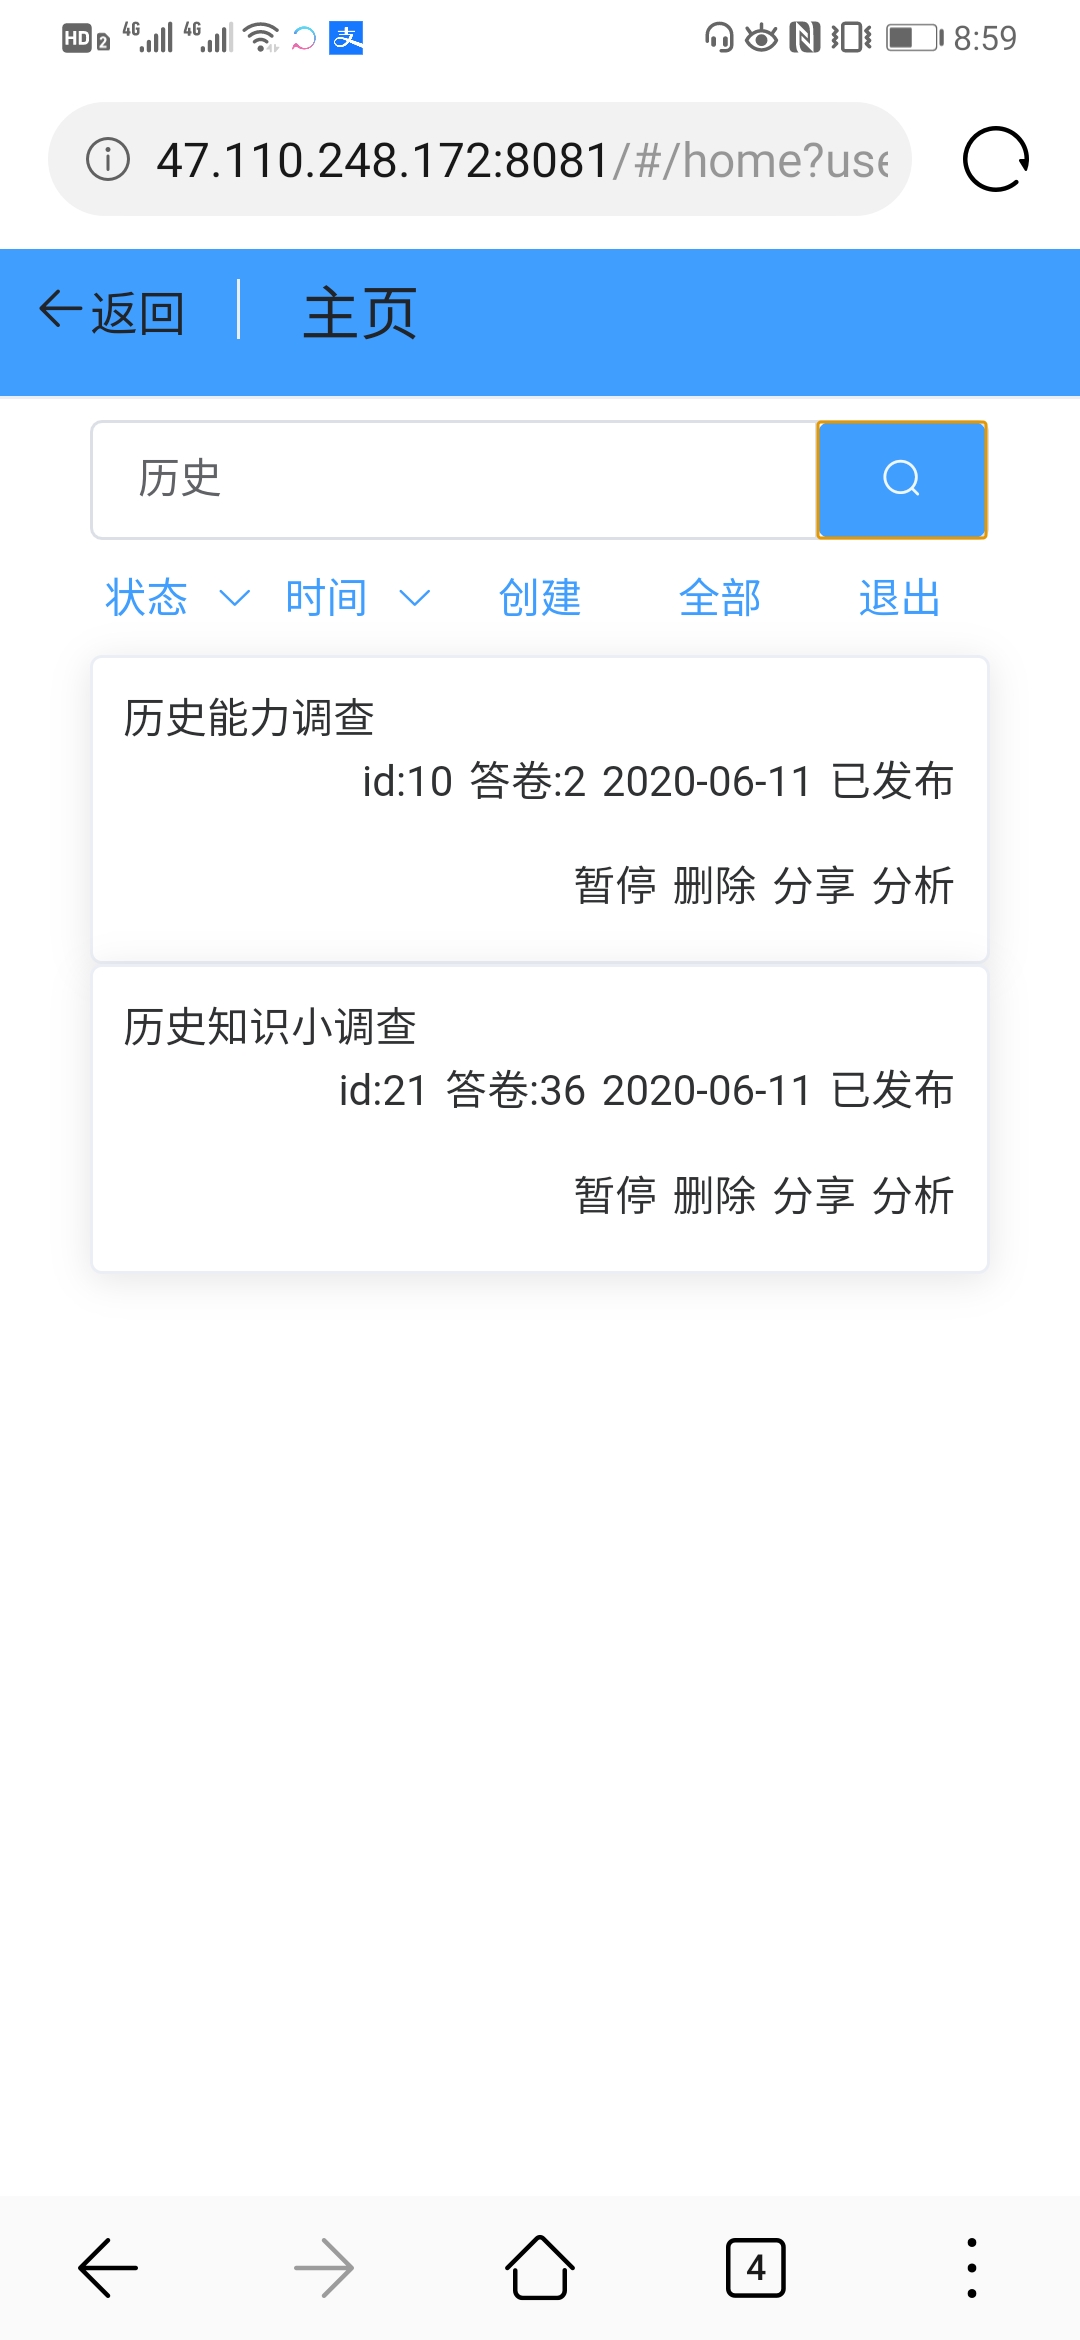 HD 2 4G 4G 支 8:59
47.110.248.172:8081/#/home?use
返回 主页
历史
状态 时间 创建 全部 退出
历史能力调查
id:10 答卷:2 2020-06-11 已发布
暂停 删除 分享 分析
历史知识小调查
id:21 答卷:36 2020-06-11 已发布
暂停 删除 分享 分析
4